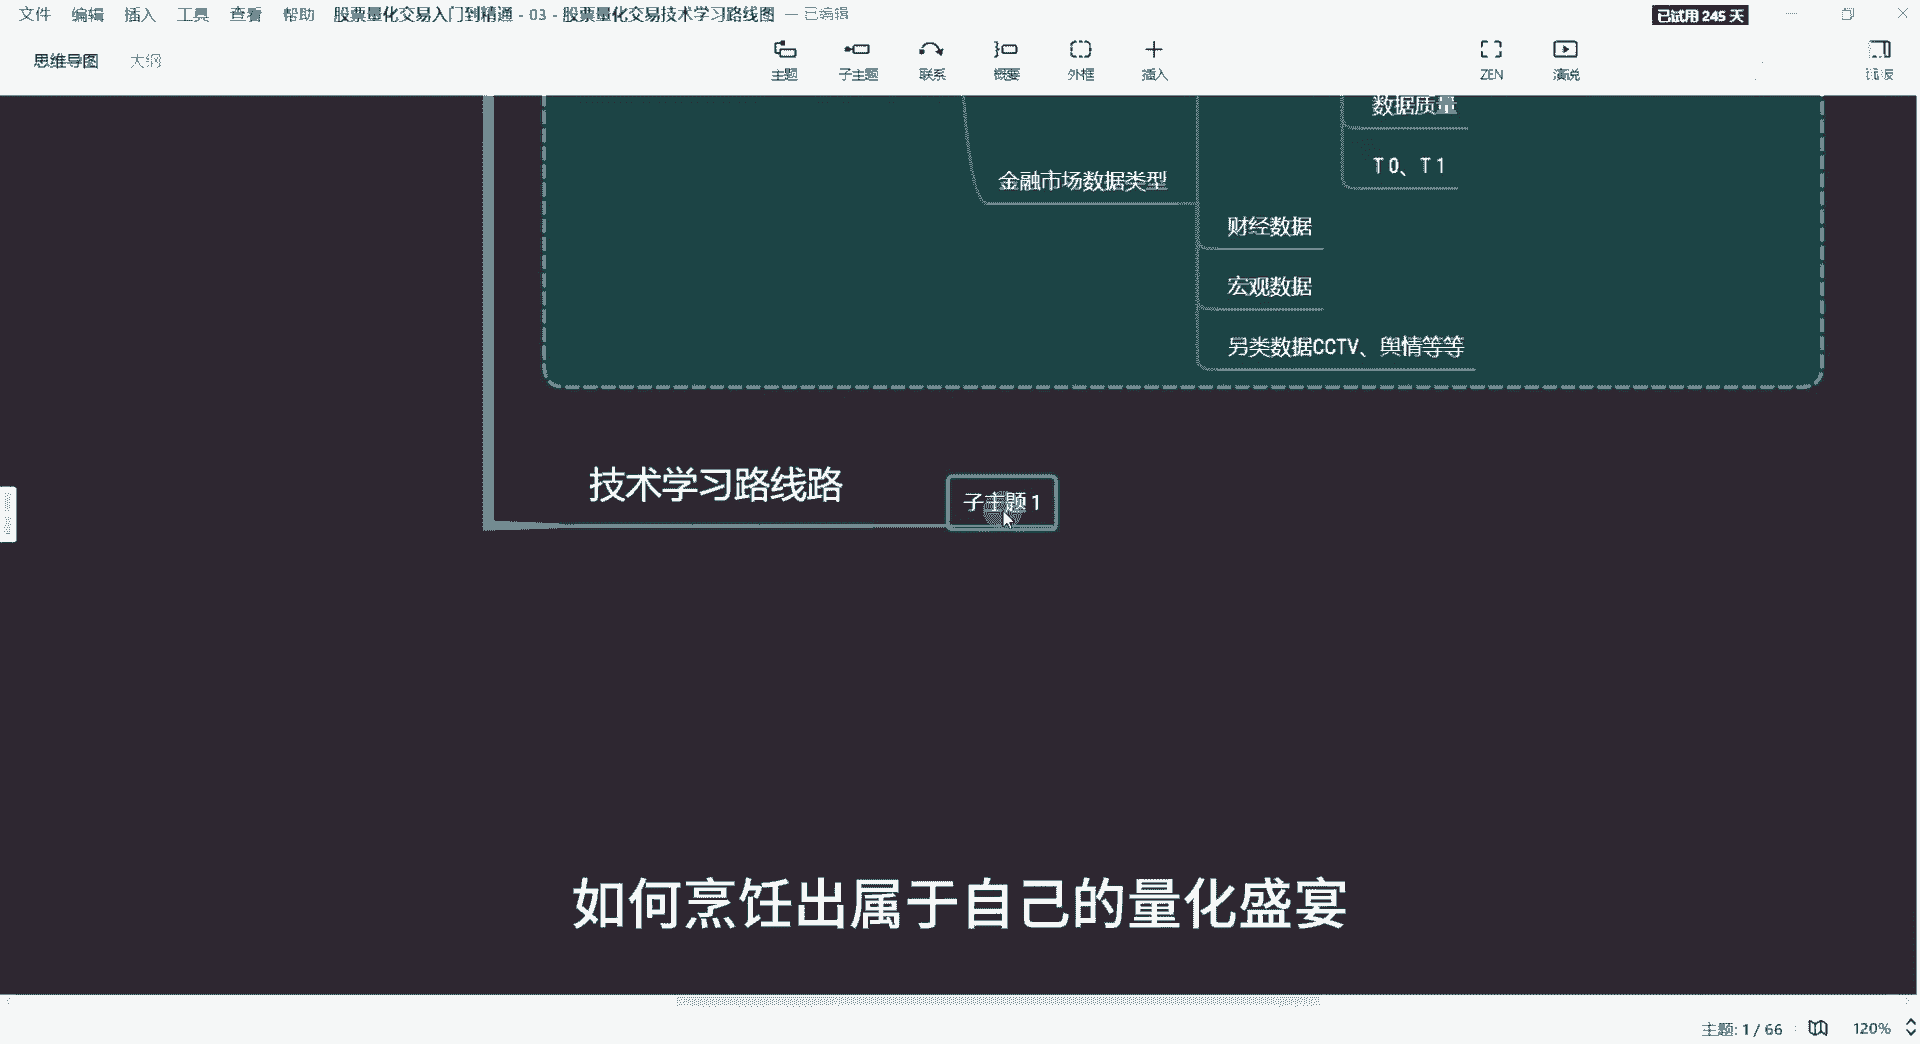 文件 编辑 插入 工具 查看 帮助 股票量化交易入门到精通 - 03 - 股票量化交易技术学习路线图 — 已编辑 已试用 245 天
思维导图 大纲
主题 子主题 联系 概要 外框 插入 ZEN 演说
数据质量
T 0、T 1
金融市场数据类型
财经数据
宏观数据
另类数据CCTV、舆情等等
技术学习路线路
子主题 1
如何烹饪出属于自己的量化盛宴
主题: 1 / 66 120%